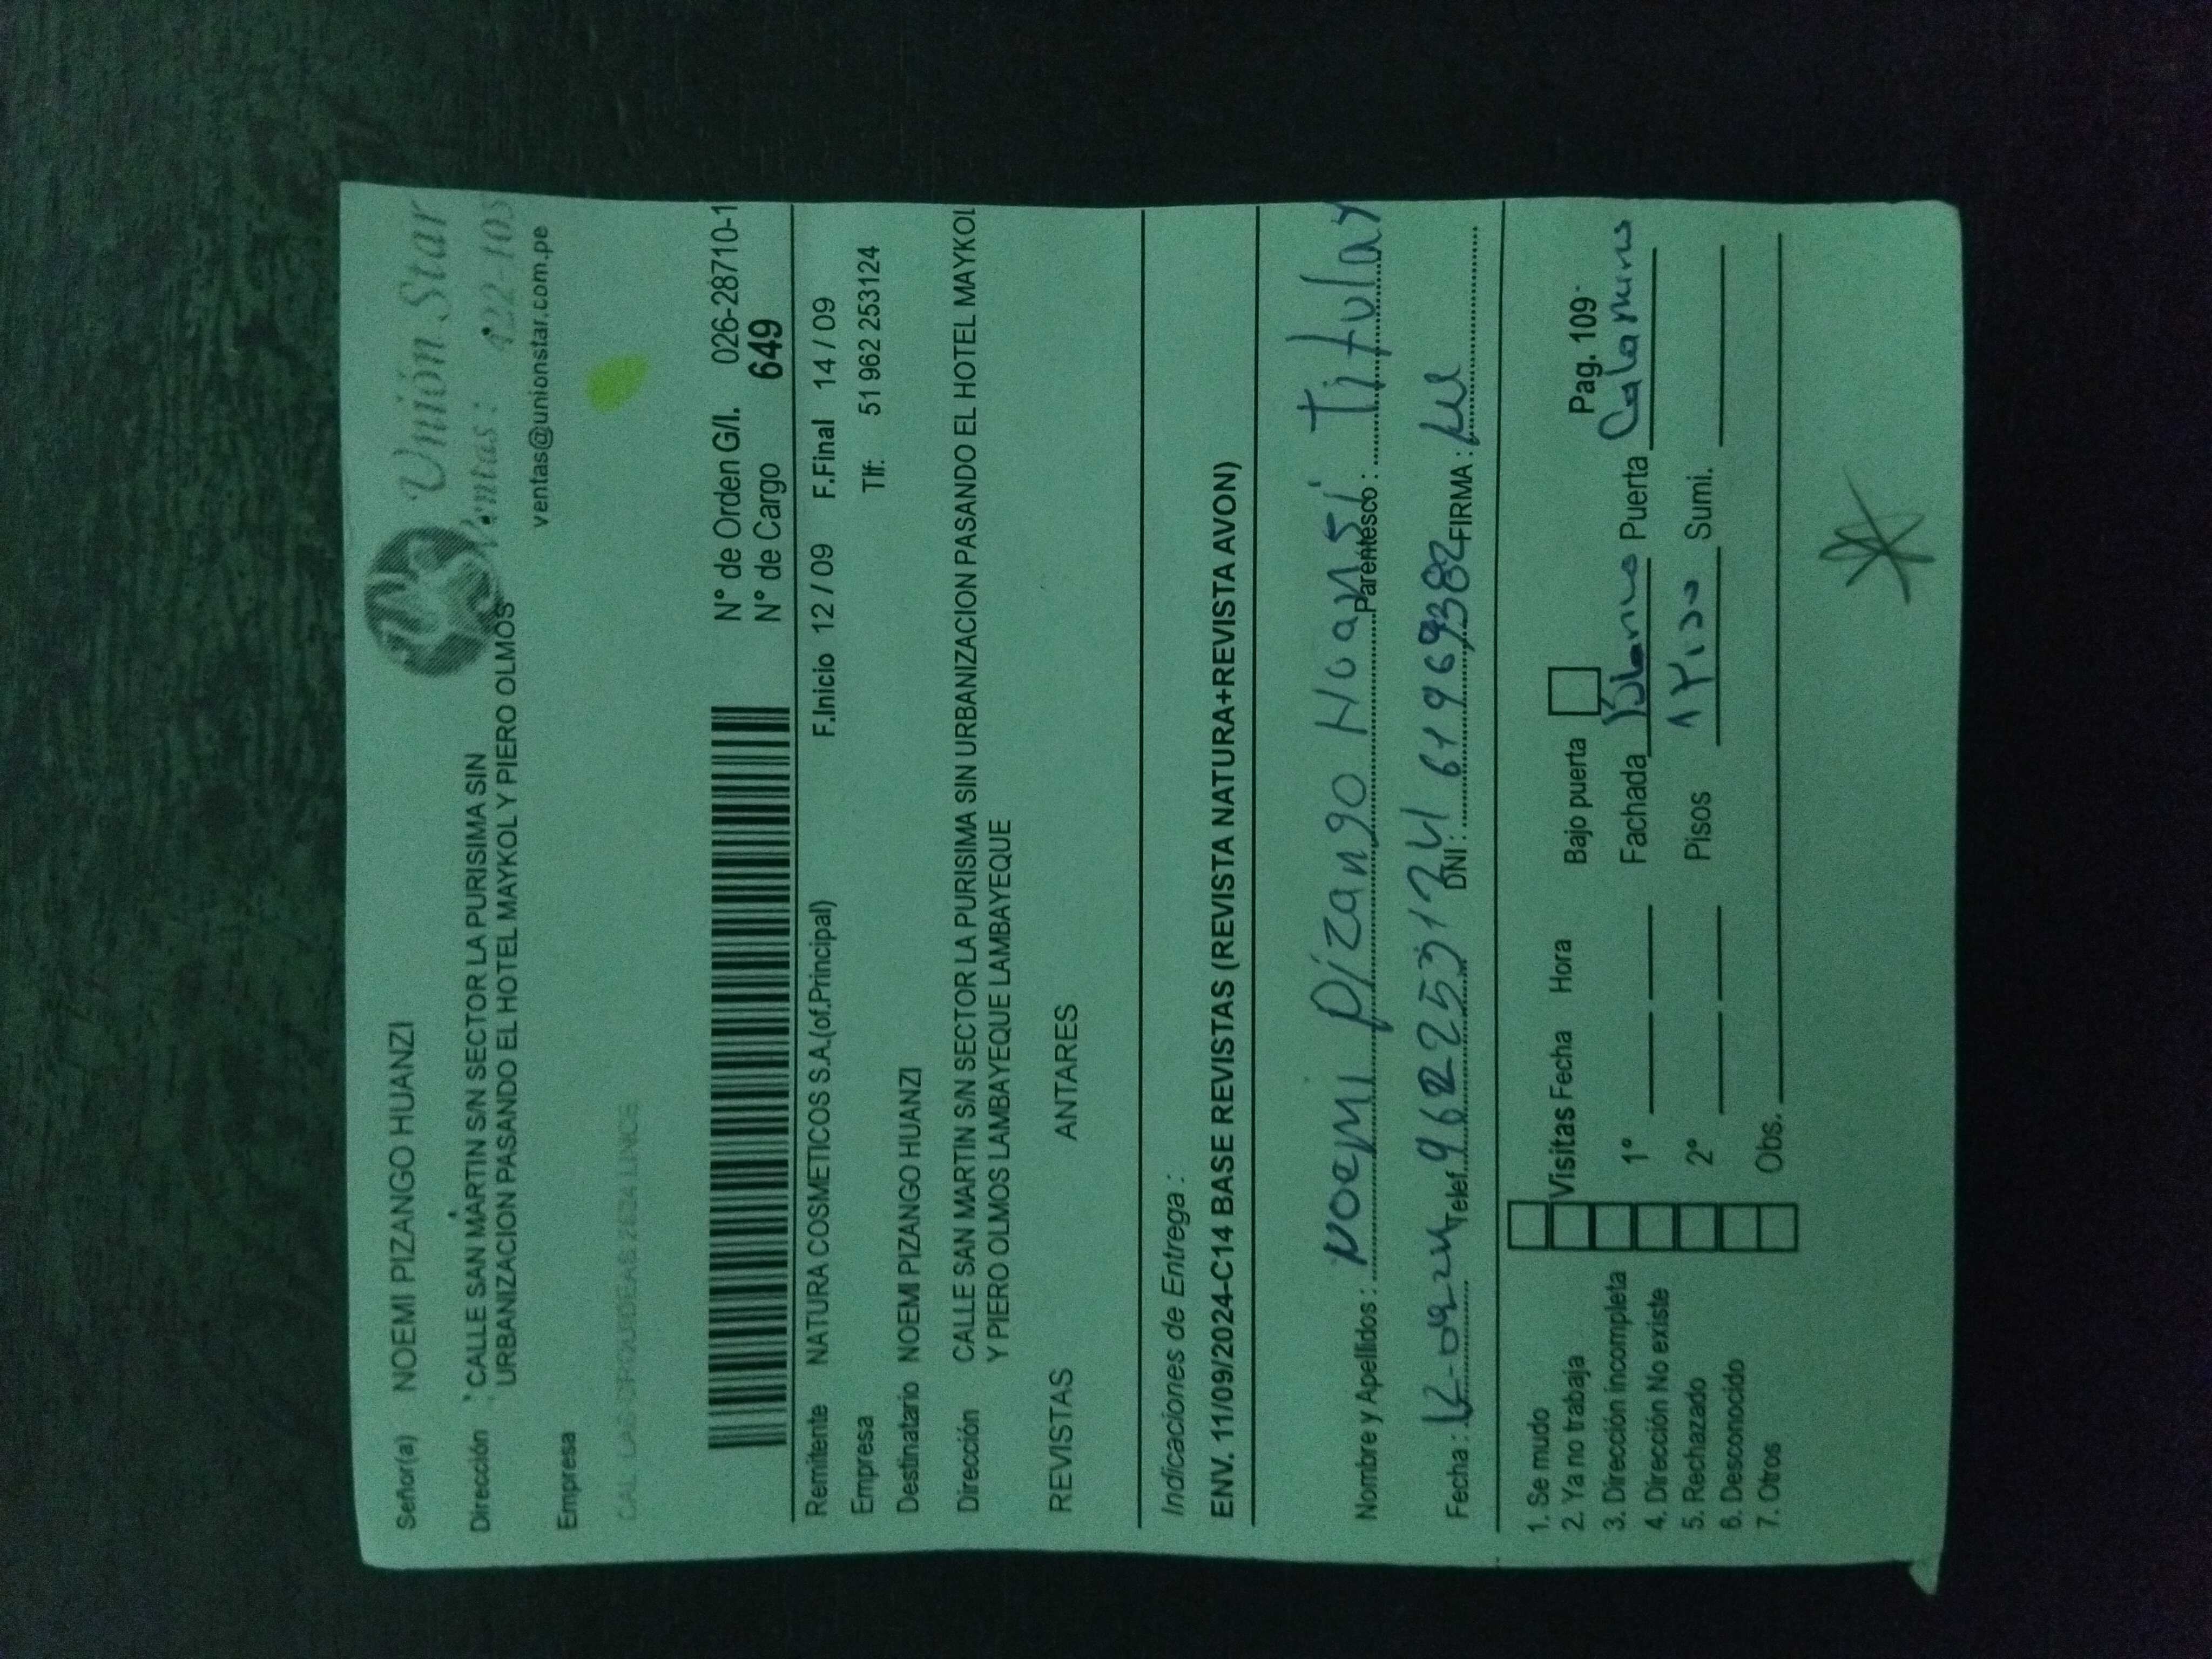 Señor(a) NOEMI PIZANGO HUANZI
Unión Star
Ventas: 422-105
ventas@unionstar.com.pe
Dirección CALLE SAN MARTIN S/N SECTOR LA PURISIMA SIN
URBANIZACION PASANDO EL HOTEL MAYKOL Y PIERO OLMOS
Empresa
N° de Orden G/I. 026-28710-1
N° de Cargo 649
Remitente NATURA COSMETICOS S.A.(of.Principal) F.Inicio 12 / 09 F.Final 14 / 09
Empresa Tlf: 51 962 253124
Destinatario NOEMI PIZANGO HUANZI
Dirección CALLE SAN MARTIN S/N SECTOR LA PURISIMA SIN URBANIZACION PASANDO EL HOTEL MAYKOL
Y PIERO OLMOS LAMBAYEQUE LAMBAYEQUE
REVISTAS ANTARES
Indicaciones de Entrega :
ENV. 11/09/2024-C14 BASE REVISTAS (REVISTA NATURA+REVISTA AVON)
Nombre y Apellidos : Noemi Pizango Huansi Parentesco : Titular
Fecha : Telef. 962253124 DNI : 61969382 FIRMA :
1. Se mudo
2. Ya no trabaja Visitas Fecha Hora Bajo puerta Pag. 109
3. Dirección incompleta 1° Fachada Blanco Puerta
4. Dirección No existe
5. Rechazado 2° Pisos 1 Piso Sumi.
6. Desconocido
7. Otros Obs.